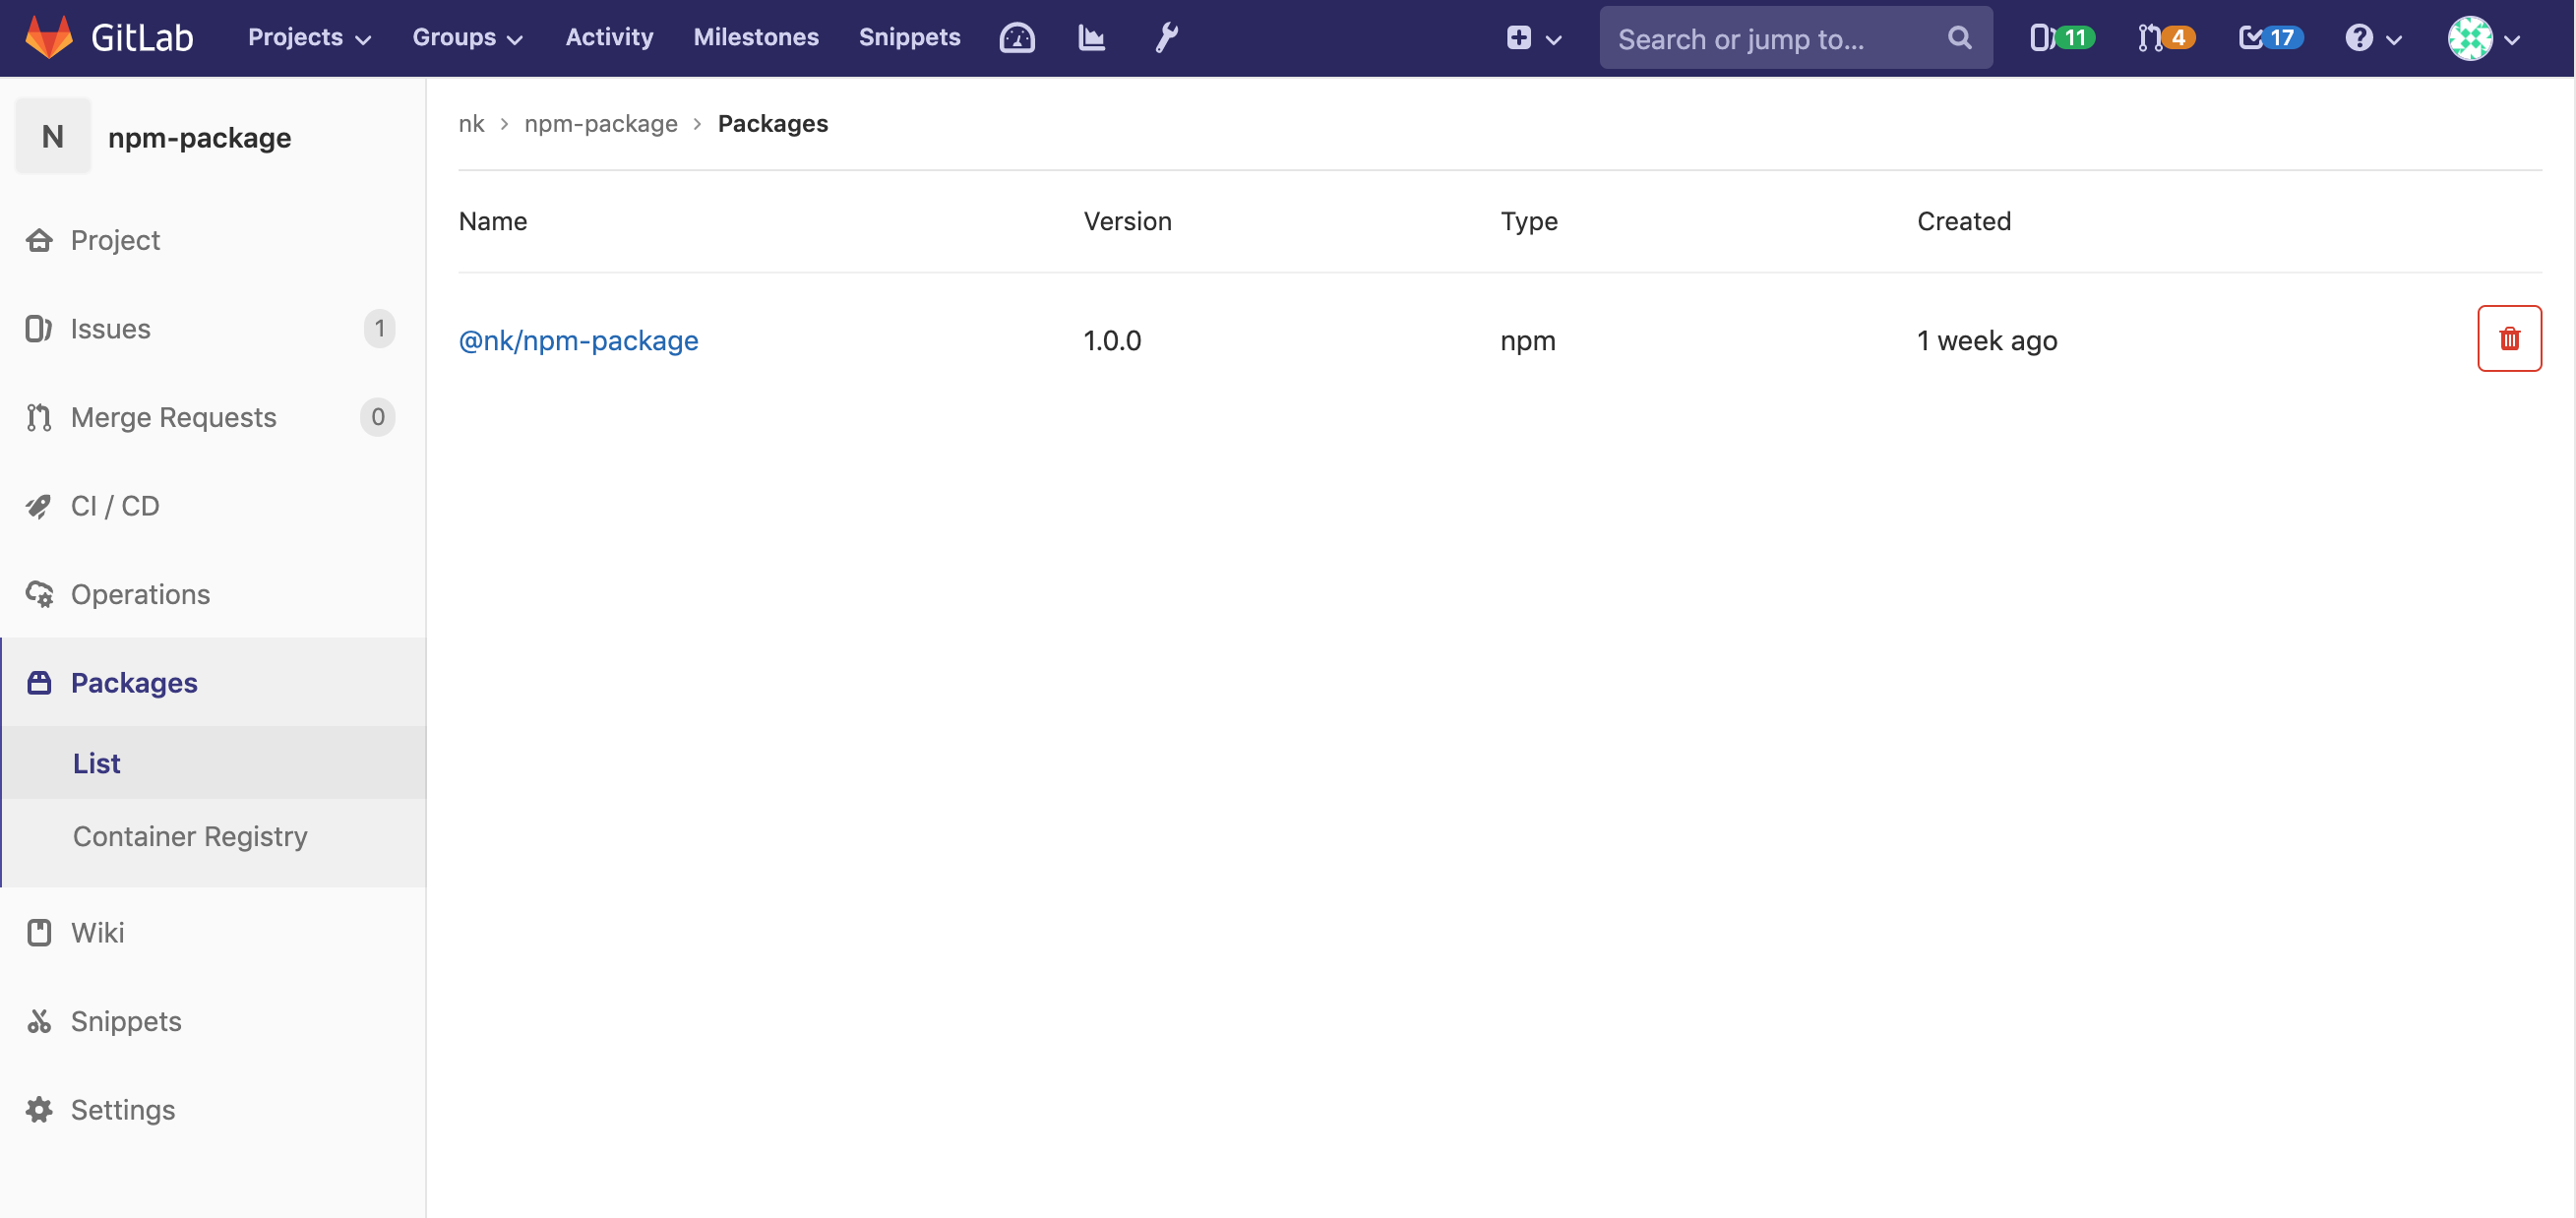 GitLab Projects Groups Activity Milestones Snippets Search or jump to... 11 4 17
N npm-package
Project
Issues 1
Merge Requests 0
CI / CD
Operations
Packages
List
Container Registry
Wiki
Snippets
Settings
nk > npm-package > Packages
Name Version Type Created
@nk/npm-package 1.0.0 npm 1 week ago